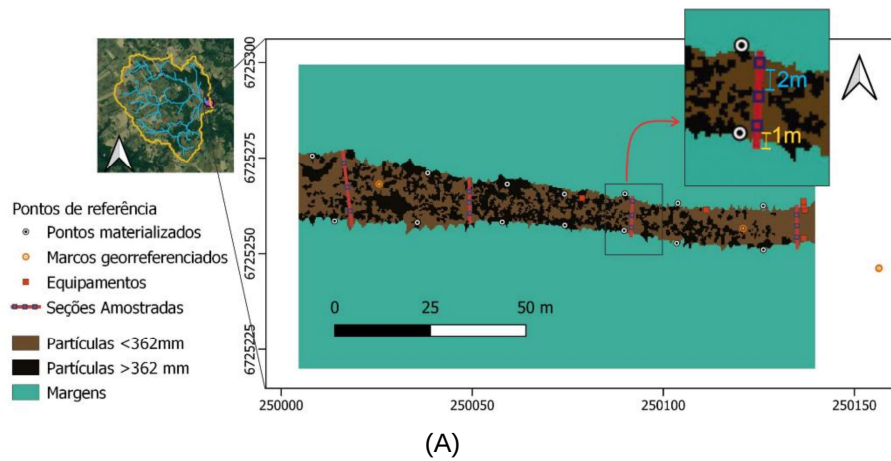 2m
1m
6725300
6725275
6725250
6725225
Pontos de referência
Pontos materializados
Marcos georreferenciados
Equipamentos
Seções Amostradas
Partículas <362mm
Partículas >362 mm
Margens
0 25 50 m
250000 250050 250100 250150
(A)